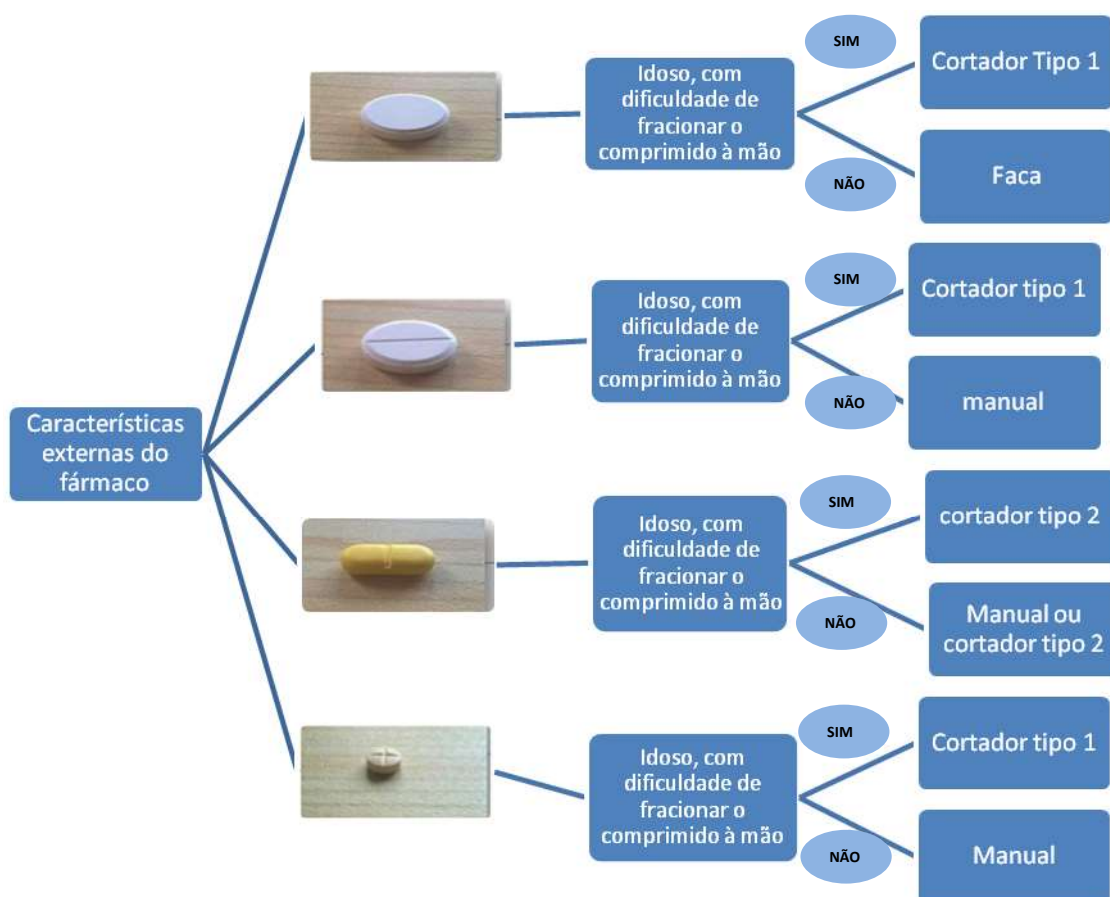 SIM
Cortador Tipo 1
Idoso, com
dificuldade de
fracionar o
comprimido à mão
NÃO
Faca
SIM
Cortador tipo 1
Idoso, com
dificuldade de
fracionar o
comprimido à mão
NÃO
manual
Características
externas do
fármaco
SIM
cortador tipo 2
Idoso, com
dificuldade de
fracionar o
comprimido à mão
NÃO
Manual ou
cortador tipo 2
SIM
Cortador tipo 1
Idoso, com
dificuldade de
fracionar o
comprimido à mão
NÃO
Manual